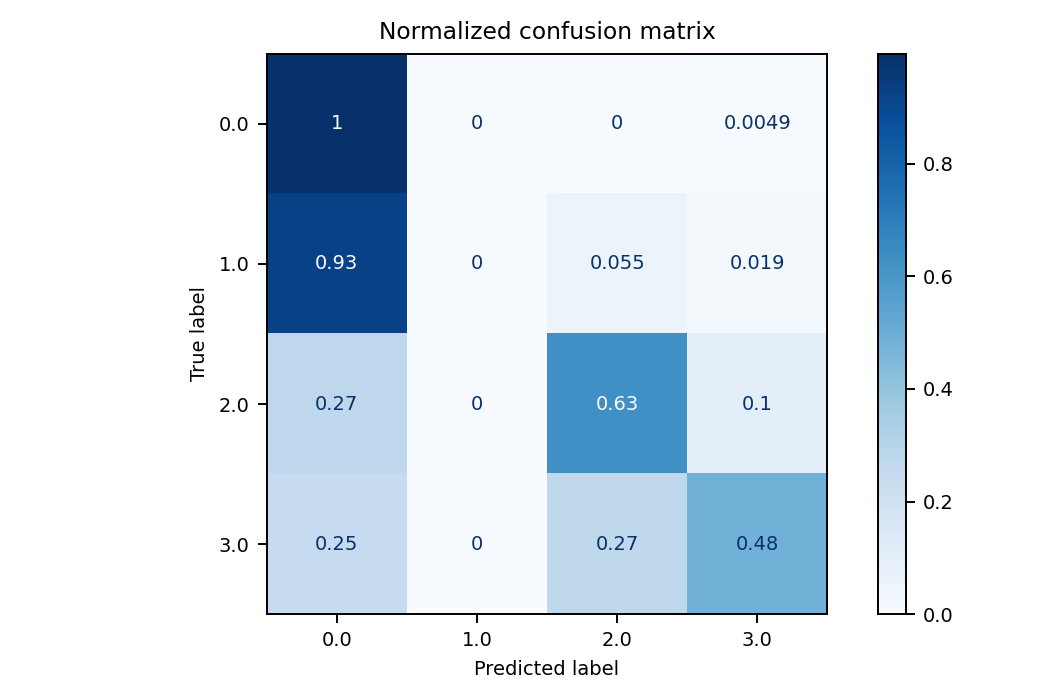 Normalized confusion matrix
0.0 1 0 0 0.0049
1.0 0.93 0 0.055 0.019
2.0 0.27 0 0.63 0.1
3.0 0.25 0 0.27 0.48
0.0 1.0 2.0 3.0
Predicted label
True label
0.8
0.6
0.4
0.2
0.0